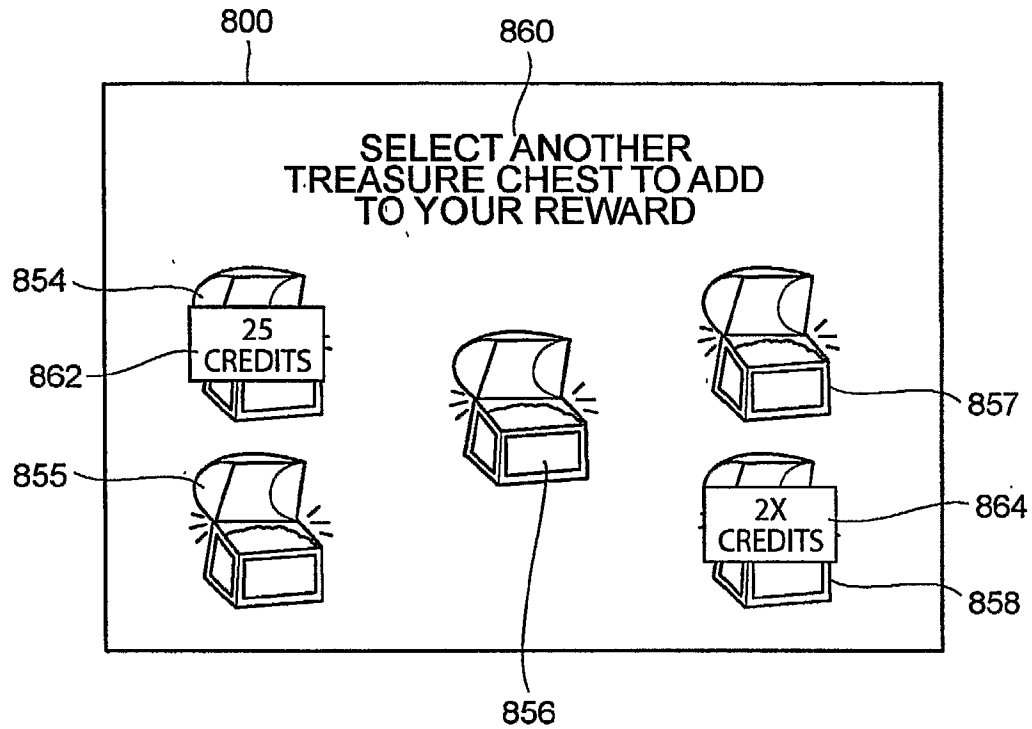 800
860
SELECT ANOTHER
TREASURE CHEST TO ADD
TO YOUR REWARD
854
25
CREDITS
862
857
855
2X
CREDITS
864
858
856